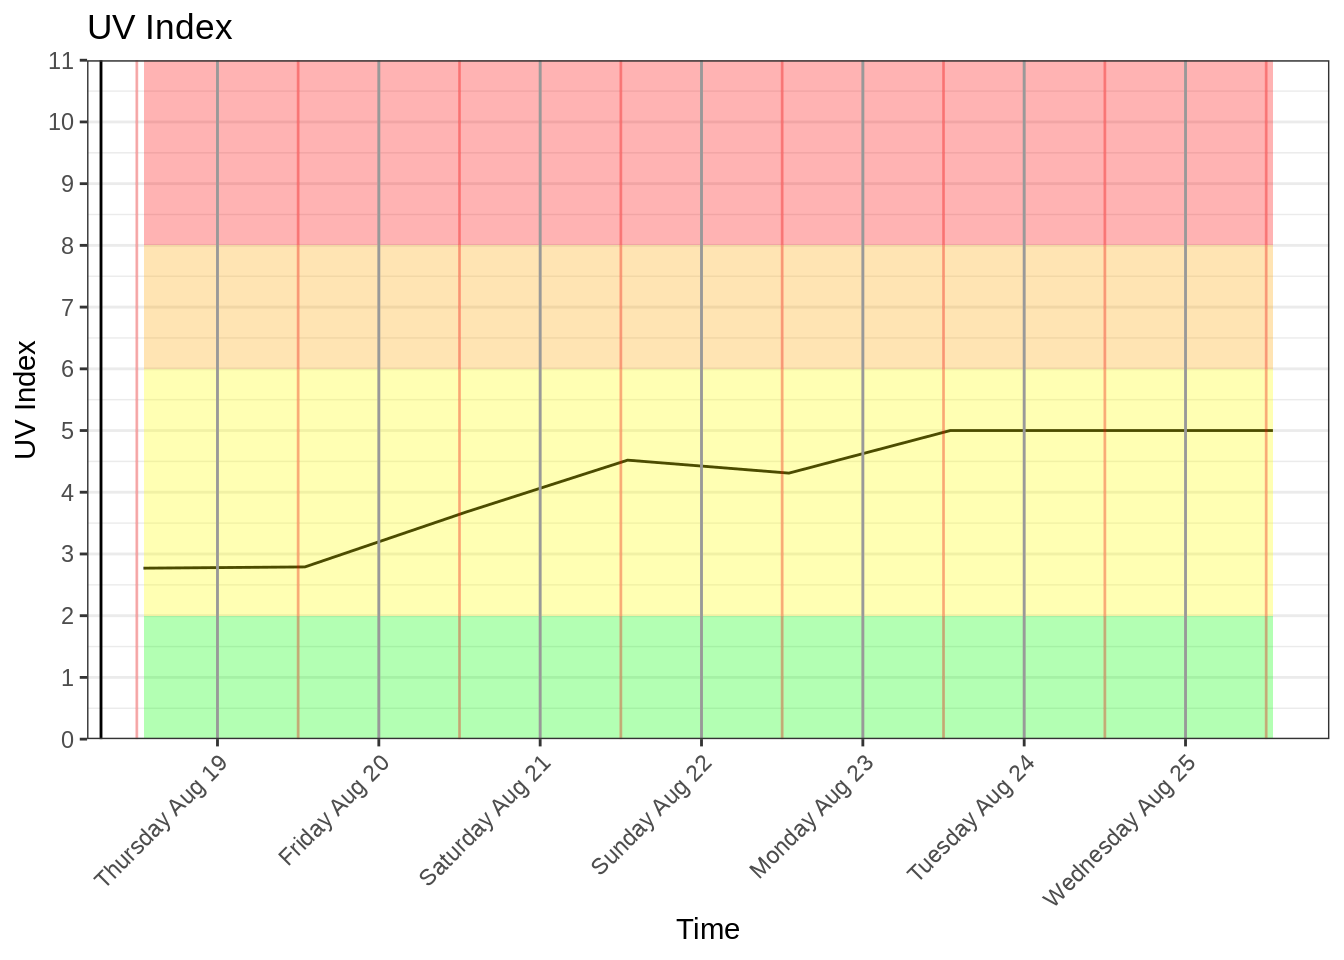 UV Index
11
10
9
8
7
6
5
4
3
2
1
0
UV Index
Thursday Aug 19
Friday Aug 20
Saturday Aug 21
Sunday Aug 22
Monday Aug 23
Tuesday Aug 24
Wednesday Aug 25
Time